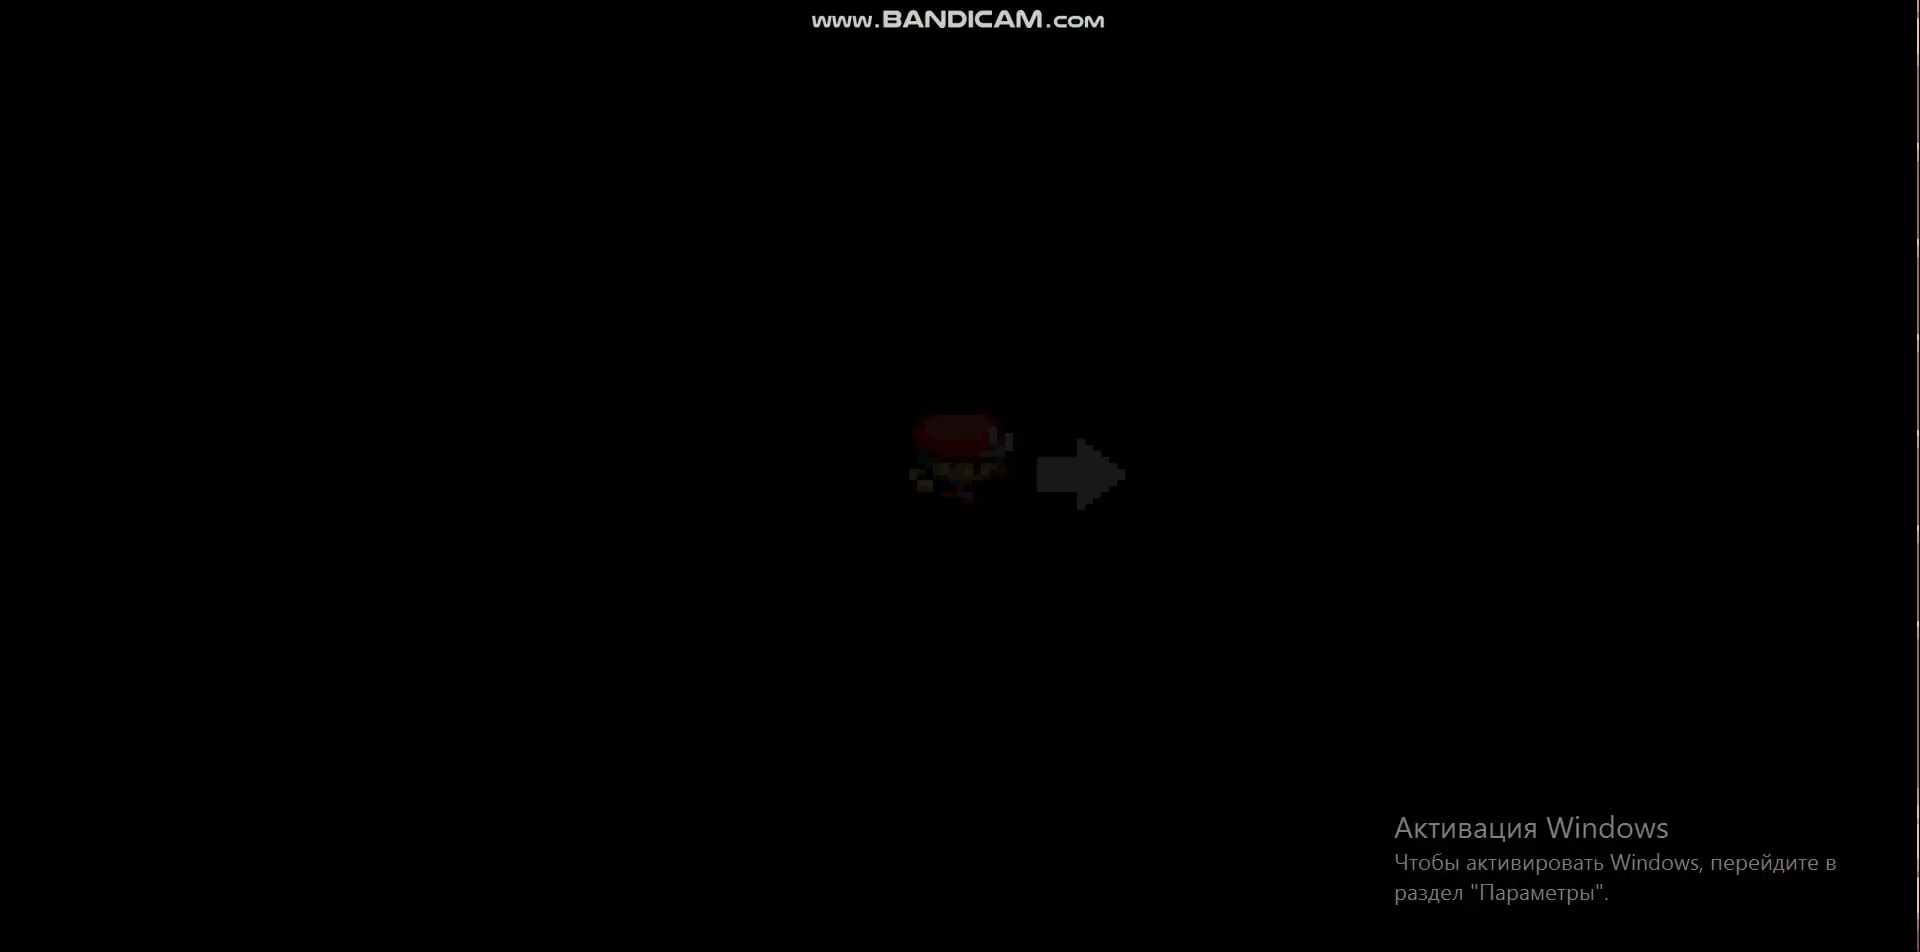 www.BANDICAM.com
Активация Windows
Чтобы активировать Windows, перейдите в
раздел "Параметры".